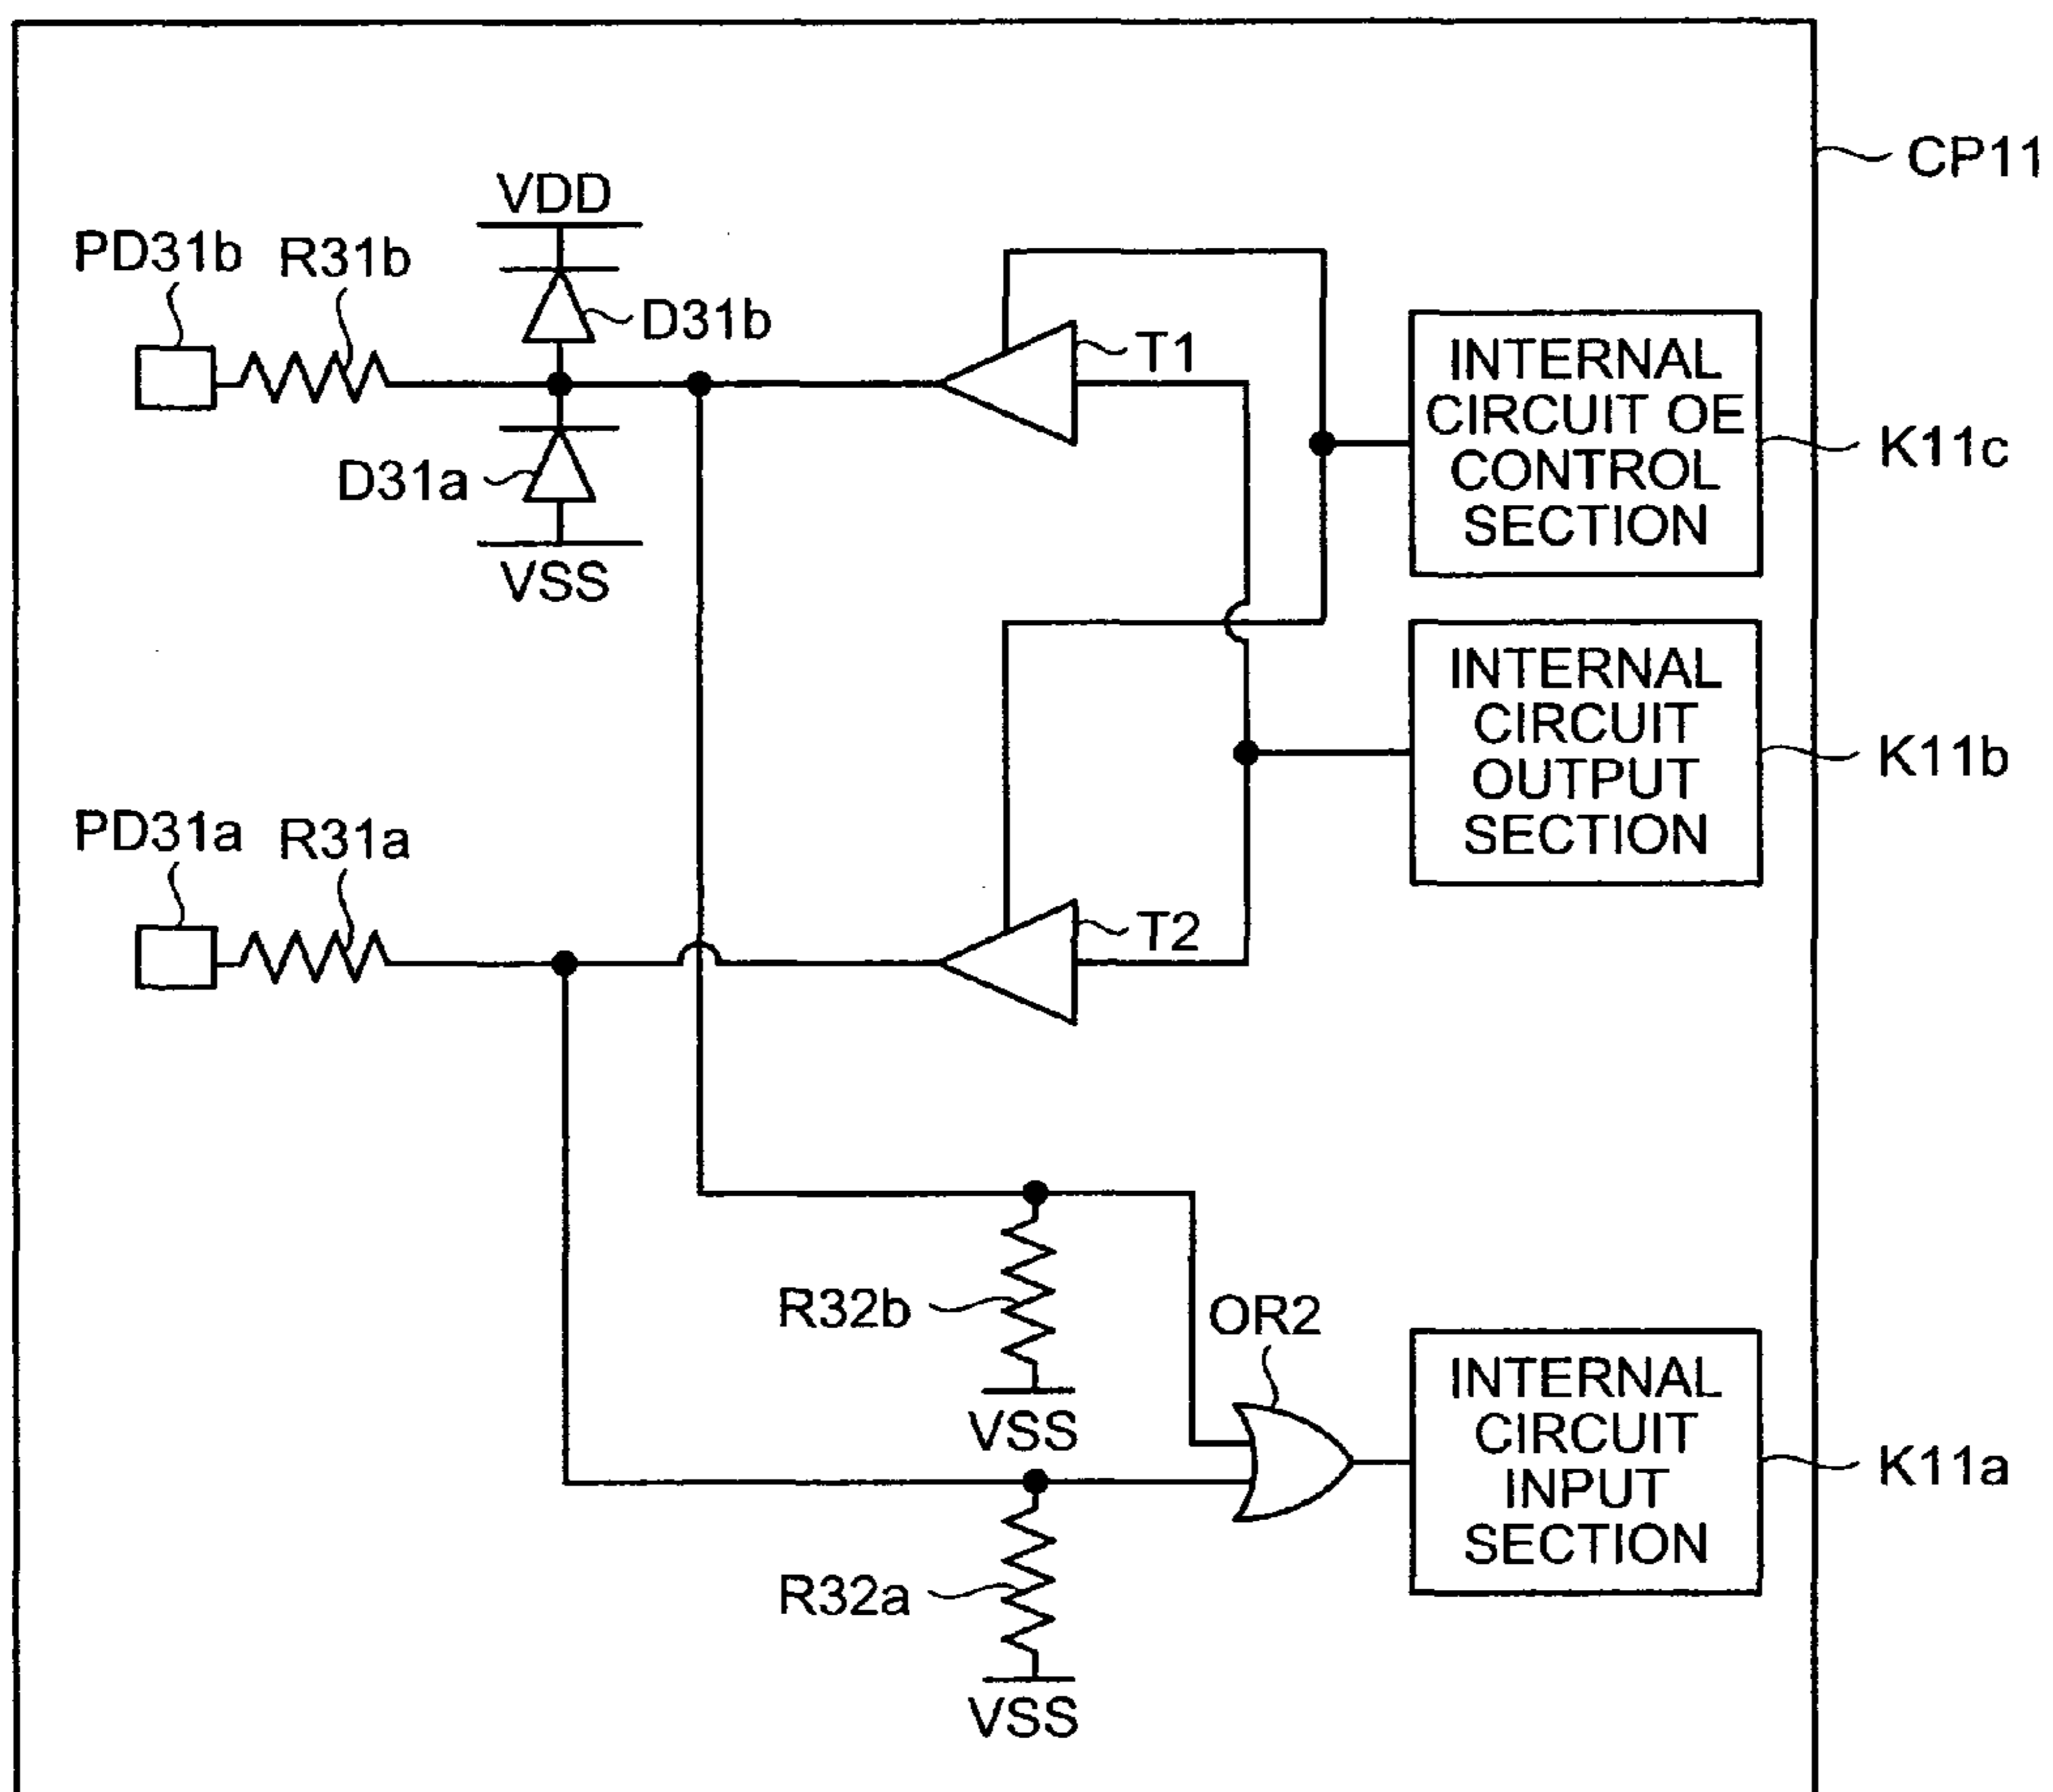 CP11
VDD
PD31b
R31b
D31b
T1
INTERNAL
CIRCUIT OE
CONTROL
SECTION
K11c
D31a
VSS
INTERNAL
CIRCUIT
OUTPUT
SECTION
K11b
PD31a
R31a
T2
R32b
OR2
VSS
INTERNAL
CIRCUIT
INPUT
SECTION
K11a
R32a
VSS